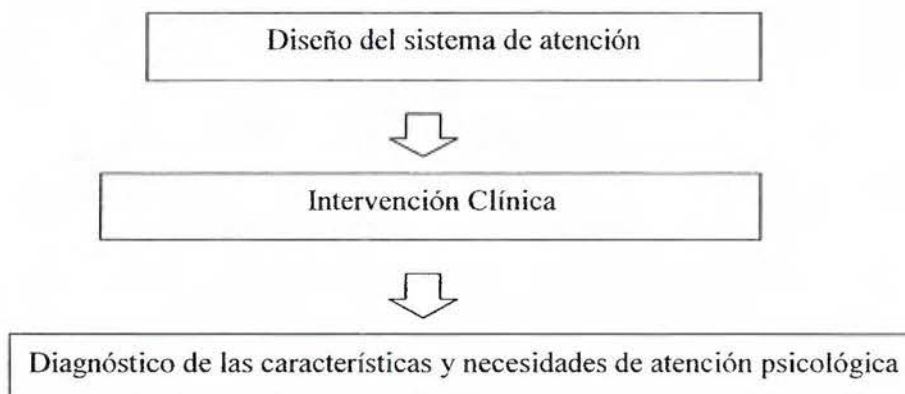 Diseño del sistema de atención
Intervención Clínica
Diagnóstico de las características y necesidades de atención psicológica